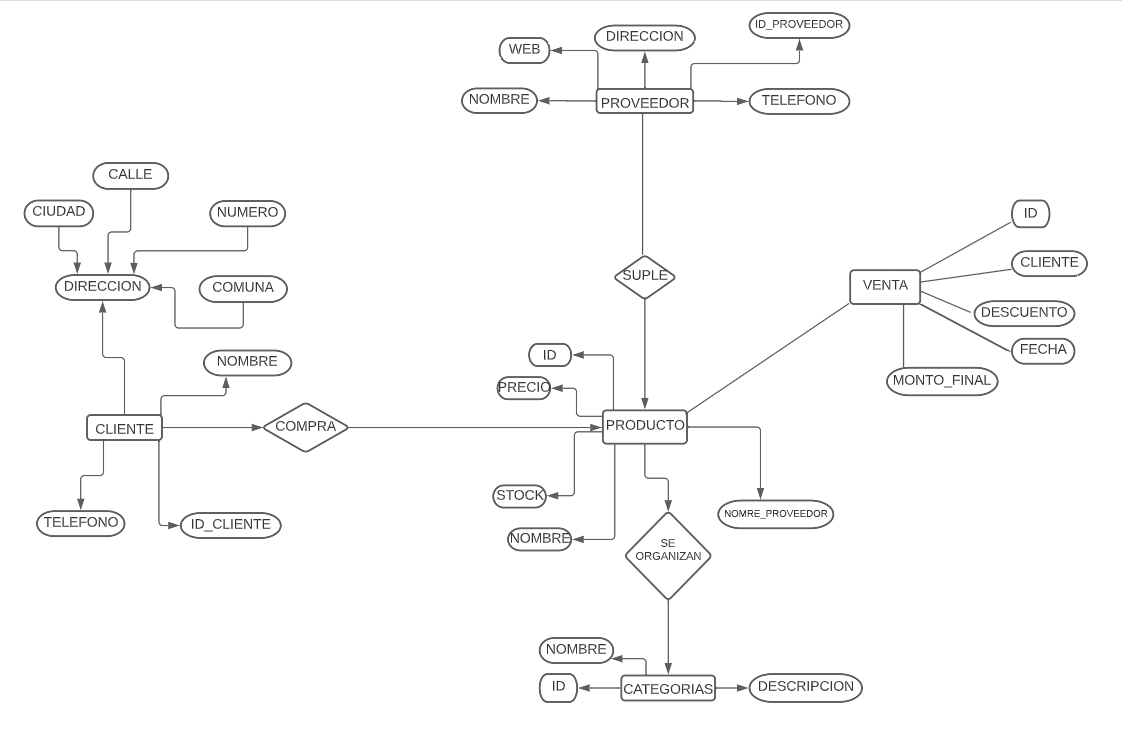 ID_PROVEEDOR
DIRECCION
WEB
NOMBRE
PROVEEDOR
TELEFONO
CALLE
CIUDAD
NUMERO
DIRECCION
COMUNA
SUPLE
ID
CLIENTE
VENTA
DESCUENTO
FECHA
MONTO_FINAL
NOMBRE
ID
PRECIO
CLIENTE
COMPRA
PRODUCTO
TELEFONO
ID_CLIENTE
STOCK
NOMBRE
NOMRE_PROVEEDOR
SE
ORGANIZAN
NOMBRE
ID
CATEGORIAS
DESCRIPCION